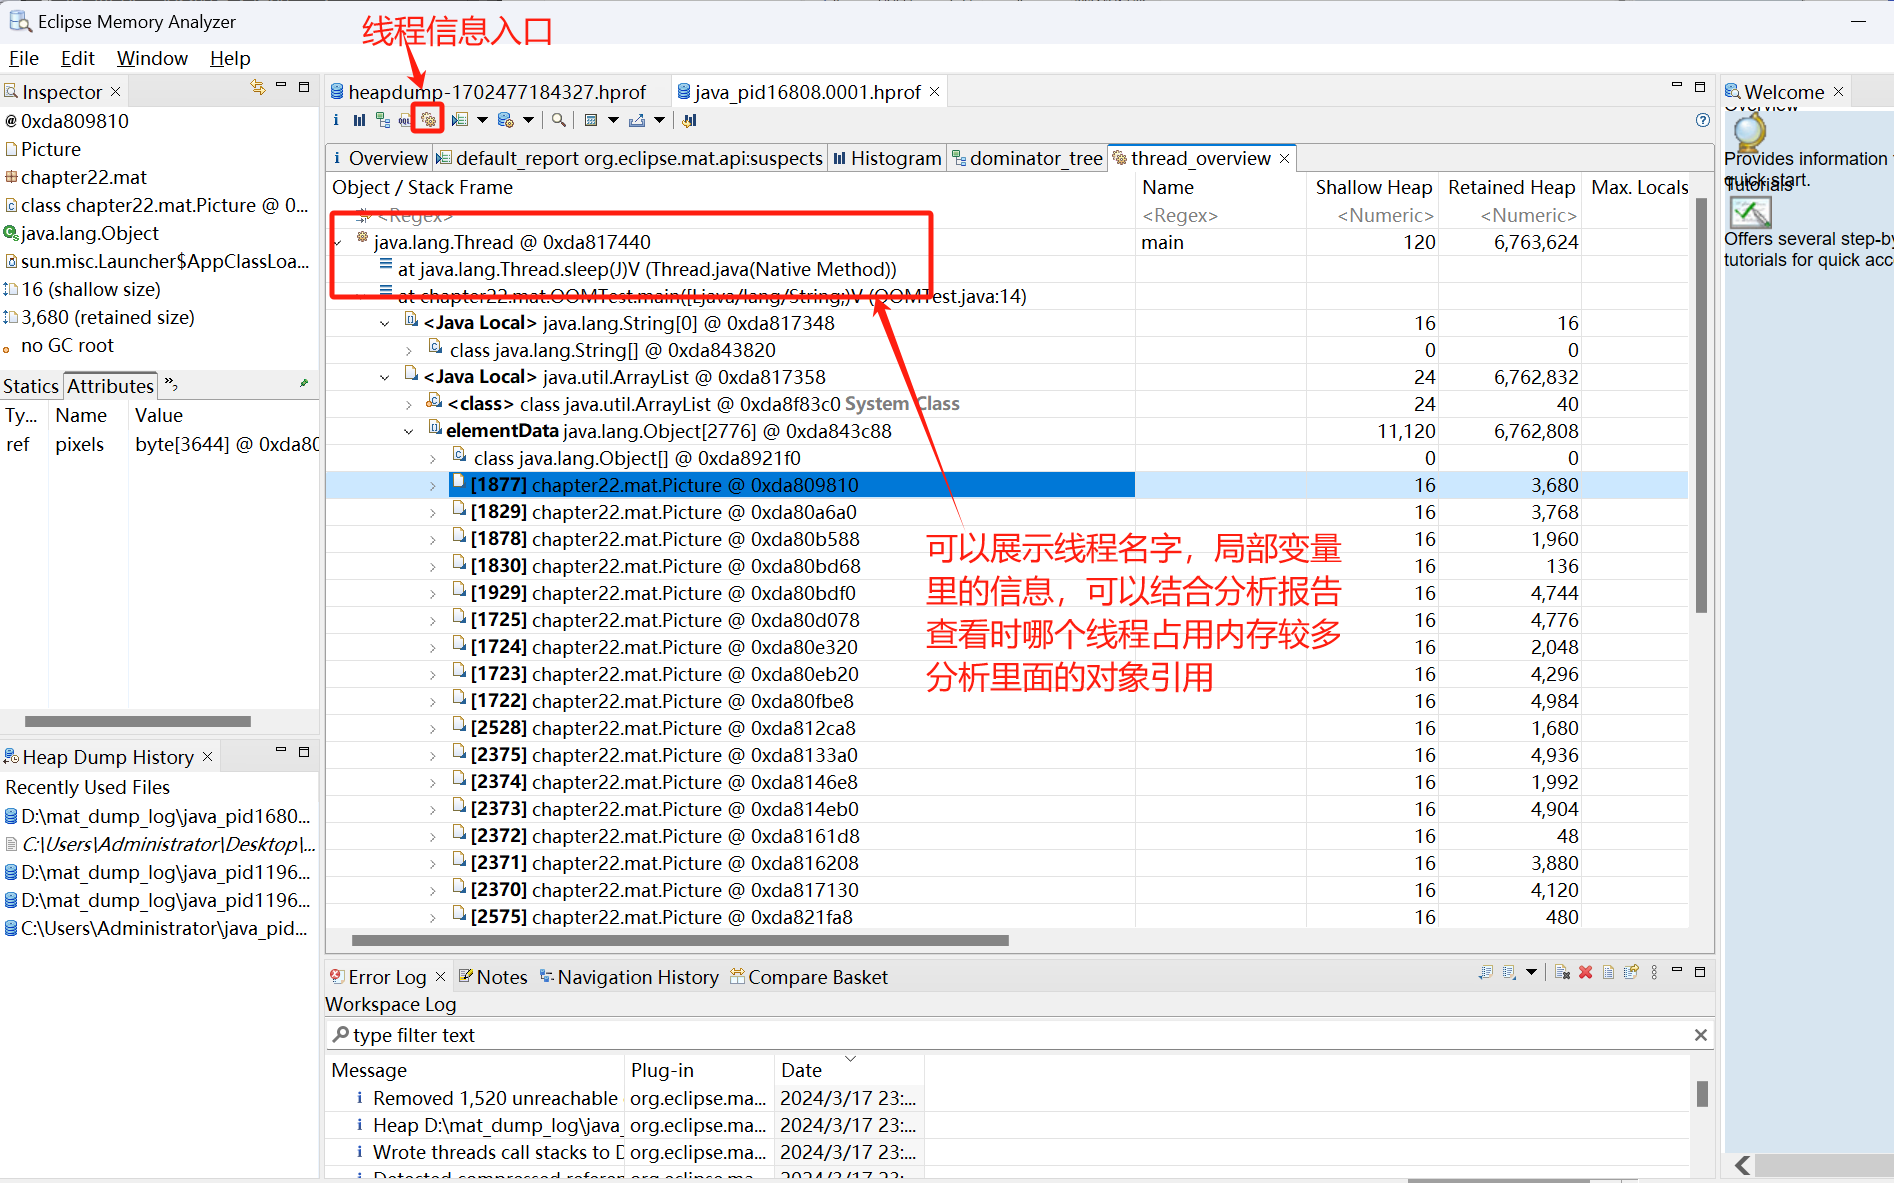 Eclipse Memory Analyzer
线程信息入口
File Edit Window Help
Inspector
@ 0xda809810
Picture
chapter22.mat
class chapter22.mat.Picture @ 0...
java.lang.Object
sun.misc.Launcher$AppClassLoa...
16 (shallow size)
3,680 (retained size)
no GC root
Statics Attributes
Ty... Name Value
ref pixels byte[3644] @ 0xda80
Heap Dump History
Recently Used Files
D:\mat_dump_log\java_pid1680...
C:\Users\Administrator\Desktop\...
D:\mat_dump_log\java_pid1196...
D:\mat_dump_log\java_pid1196...
C:\Users\Administrator\java_pid...
heapdump-1702477184327.hprof java_pid16808.0001.hprof
Overview default_report org.eclipse.mat.api:suspects Histogram dominator_tree thread_overview
Object / Stack Frame Name Shallow Heap Retained Heap Max. Locals
<Regex> <Regex> <Numeric> <Numeric>
java.lang.Thread @ 0xda817440 main 120 6,763,624
at java.lang.Thread.sleep(J)V (Thread.java(Native Method))
at chapter22.mat.OOMTest.main([Ljava/lang/String;)V (OOMTest.java:14)
<Java Local> java.lang.String[0] @ 0xda817348 16 16
class java.lang.String[] @ 0xda843820 0 0
<Java Local> java.util.ArrayList @ 0xda817358 24 6,762,832
<class> class java.util.ArrayList @ 0xda8f83c0 System Class 24 40
elementData java.lang.Object[2776] @ 0xda843c88 11,120 6,762,808
class java.lang.Object[] @ 0xda8921f0 0 0
[1877] chapter22.mat.Picture @ 0xda809810 16 3,680
[1829] chapter22.mat.Picture @ 0xda80a6a0 16 3,768
[1878] chapter22.mat.Picture @ 0xda80b588 16 1,960
[1830] chapter22.mat.Picture @ 0xda80bd68 16 136
[1929] chapter22.mat.Picture @ 0xda80bdf0 16 4,744
[1725] chapter22.mat.Picture @ 0xda80d078 16 4,776
[1724] chapter22.mat.Picture @ 0xda80e320 16 2,048
[1723] chapter22.mat.Picture @ 0xda80eb20 16 4,296
[1722] chapter22.mat.Picture @ 0xda80fbe8 16 4,984
[2528] chapter22.mat.Picture @ 0xda812ca8 16 1,680
[2375] chapter22.mat.Picture @ 0xda8133a0 16 4,936
[2374] chapter22.mat.Picture @ 0xda8146e8 16 1,992
[2373] chapter22.mat.Picture @ 0xda814eb0 16 4,904
[2372] chapter22.mat.Picture @ 0xda8161d8 16 48
[2371] chapter22.mat.Picture @ 0xda816208 16 3,880
[2370] chapter22.mat.Picture @ 0xda817130 16 4,120
[2575] chapter22.mat.Picture @ 0xda821fa8 16 480
可以展示线程名字，局部变量
里的信息，可以结合分析报告
查看时哪个线程占用内存较多
分析里面的对象引用
Error Log Notes Navigation History Compare Basket
Workspace Log
type filter text
Message Plug-in Date
Removed 1,520 unreachable org.eclipse.ma... 2024/3/17 23:...
Heap D:\mat_dump_log\java_ org.eclipse.ma... 2024/3/17 23:...
Wrote threads call stacks to D org.eclipse.ma... 2024/3/17 23:...
Welcome
Overview
Provides information
quick start.
Tutorials
Offers several step-by
tutorials for quick acc